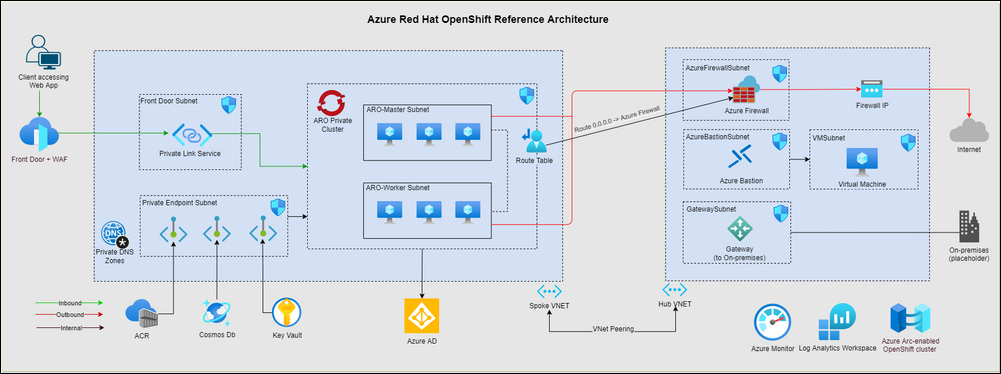 Azure Red Hat OpenShift Reference Architecture
Client accessing
Web App
Front Door + WAF
Front Door Subnet
Private Link Service
ARO Private
Cluster
ARO-Master Subnet
Route Table
ARO-Worker Subnet
Private Endpoint Subnet
DNS
Private DNS
Zones
Inbound
Outbound
Internal
ACR
Cosmos Db
Key Vault
Azure AD
Spoke VNET
VNet Peering
Hub VNET
Route 0.0.0.0 -> Azure Firewall
AzureFirewallSubnet
Azure Firewall
Firewall IP
Internet
AzureBastionSubnet
Azure Bastion
VMSubnet
Virtual Machine
GatewaySubnet
Gateway
(to On-premises)
On-premises
(placeholder)
Azure Monitor
Log Analytics Workspace
Azure Arc-enabled
OpenShift cluster